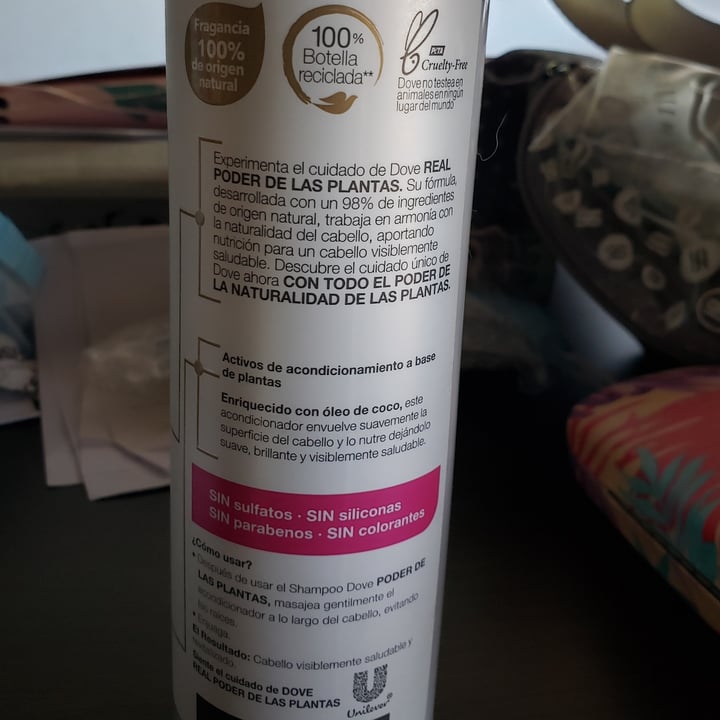 Fragancia
100%
de origen
natural
100%
Botella
reciclada**
PETA
Cruelty-Free
Dove no testea en
animales en ningún
lugar del mundo
Experimenta el cuidado de Dove REAL
PODER DE LAS PLANTAS. Su fórmula,
desarrollada con un 98% de ingredientes
de origen natural, trabaja en armonía con
la naturalidad del cabello, aportando
nutrición para un cabello visiblemente
saludable. Descubre el cuidado único de
Dove ahora CON TODO EL PODER DE
LA NATURALIDAD DE LAS PLANTAS.
Activos de acondicionamiento a base
de plantas
Enriquecido con óleo de coco, este
acondicionador envuelve suavemente la
superficie del cabello y lo nutre dejándolo
suave, brillante y visiblemente saludable.
SIN sulfatos · SIN siliconas
SIN parabenos · SIN colorantes
¿Cómo usar?
• Después de usar el Shampoo Dove PODER DE
LAS PLANTAS, masajea gentilmente el
acondicionador a lo largo del cabello, evitando
las raíces.
• Enjuaga.
El Resultado: Cabello visiblemente saludable y
revitalizado.
Siente el cuidado de DOVE
REAL PODER DE LAS PLANTAS
Unilever